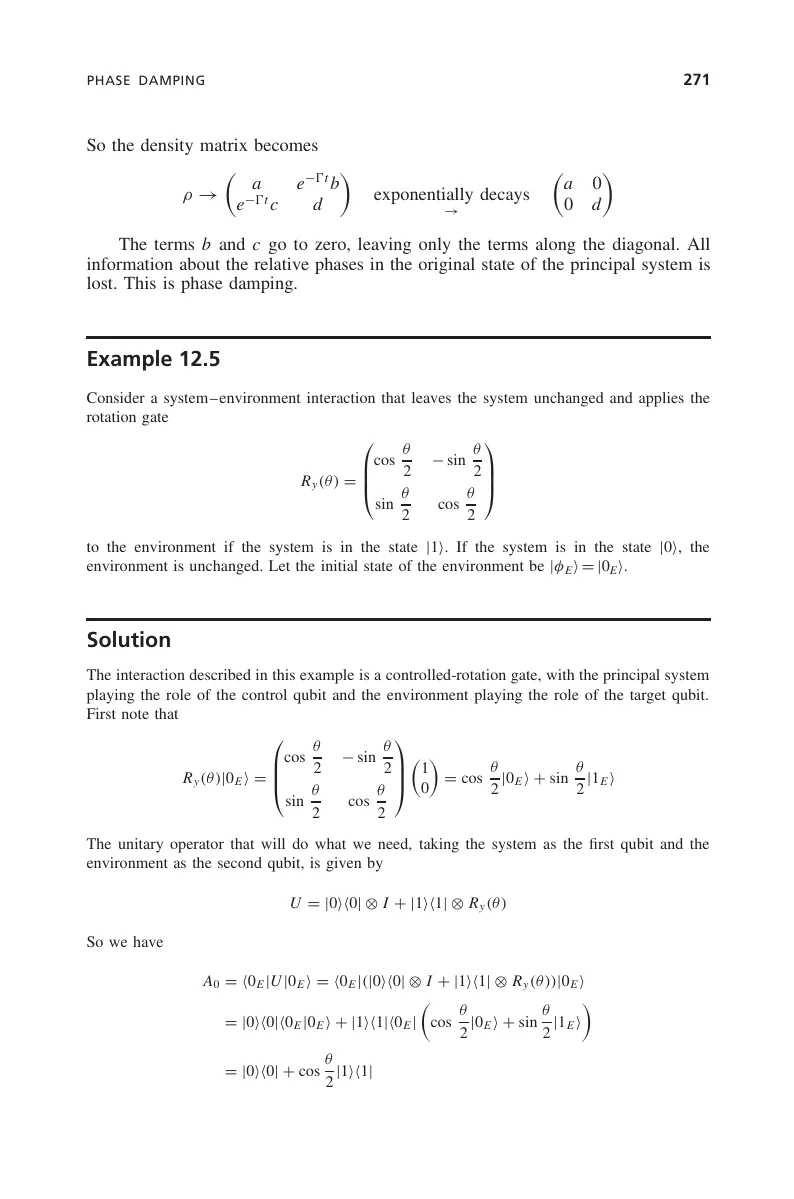 PHASE DAMPING 271
So the density matrix becomes
ρ → ( a e^{−Γt}b ; e^{−Γt}c d ) exponentially decays → ( a 0 ; 0 d )
The terms b and c go to zero, leaving only the terms along the diagonal. All
information about the relative phases in the original state of the principal system is
lost. This is phase damping.
Example 12.5
Consider a system–environment interaction that leaves the system unchanged and applies the
rotation gate
R_y(θ) = ( cos θ/2 − sin θ/2 ; sin θ/2 cos θ/2 )
to the environment if the system is in the state |1⟩. If the system is in the state |0⟩, the
environment is unchanged. Let the initial state of the environment be |ϕ_E⟩ = |0_E⟩.
Solution
The interaction described in this example is a controlled-rotation gate, with the principal system
playing the role of the control qubit and the environment playing the role of the target qubit.
First note that
R_y(θ)|0_E⟩ = ( cos θ/2 − sin θ/2 ; sin θ/2 cos θ/2 ) ( 1 ; 0 ) = cos θ/2 |0_E⟩ + sin θ/2 |1_E⟩
The unitary operator that will do what we need, taking the system as the first qubit and the
environment as the second qubit, is given by
U = |0⟩⟨0| ⊗ I + |1⟩⟨1| ⊗ R_y(θ)
So we have
A_0 = ⟨0_E|U|0_E⟩ = ⟨0_E|(|0⟩⟨0| ⊗ I + |1⟩⟨1| ⊗ R_y(θ))|0_E⟩
= |0⟩⟨0|⟨0_E|0_E⟩ + |1⟩⟨1|⟨0_E| ( cos θ/2 |0_E⟩ + sin θ/2 |1_E⟩ )
= |0⟩⟨0| + cos θ/2 |1⟩⟨1|